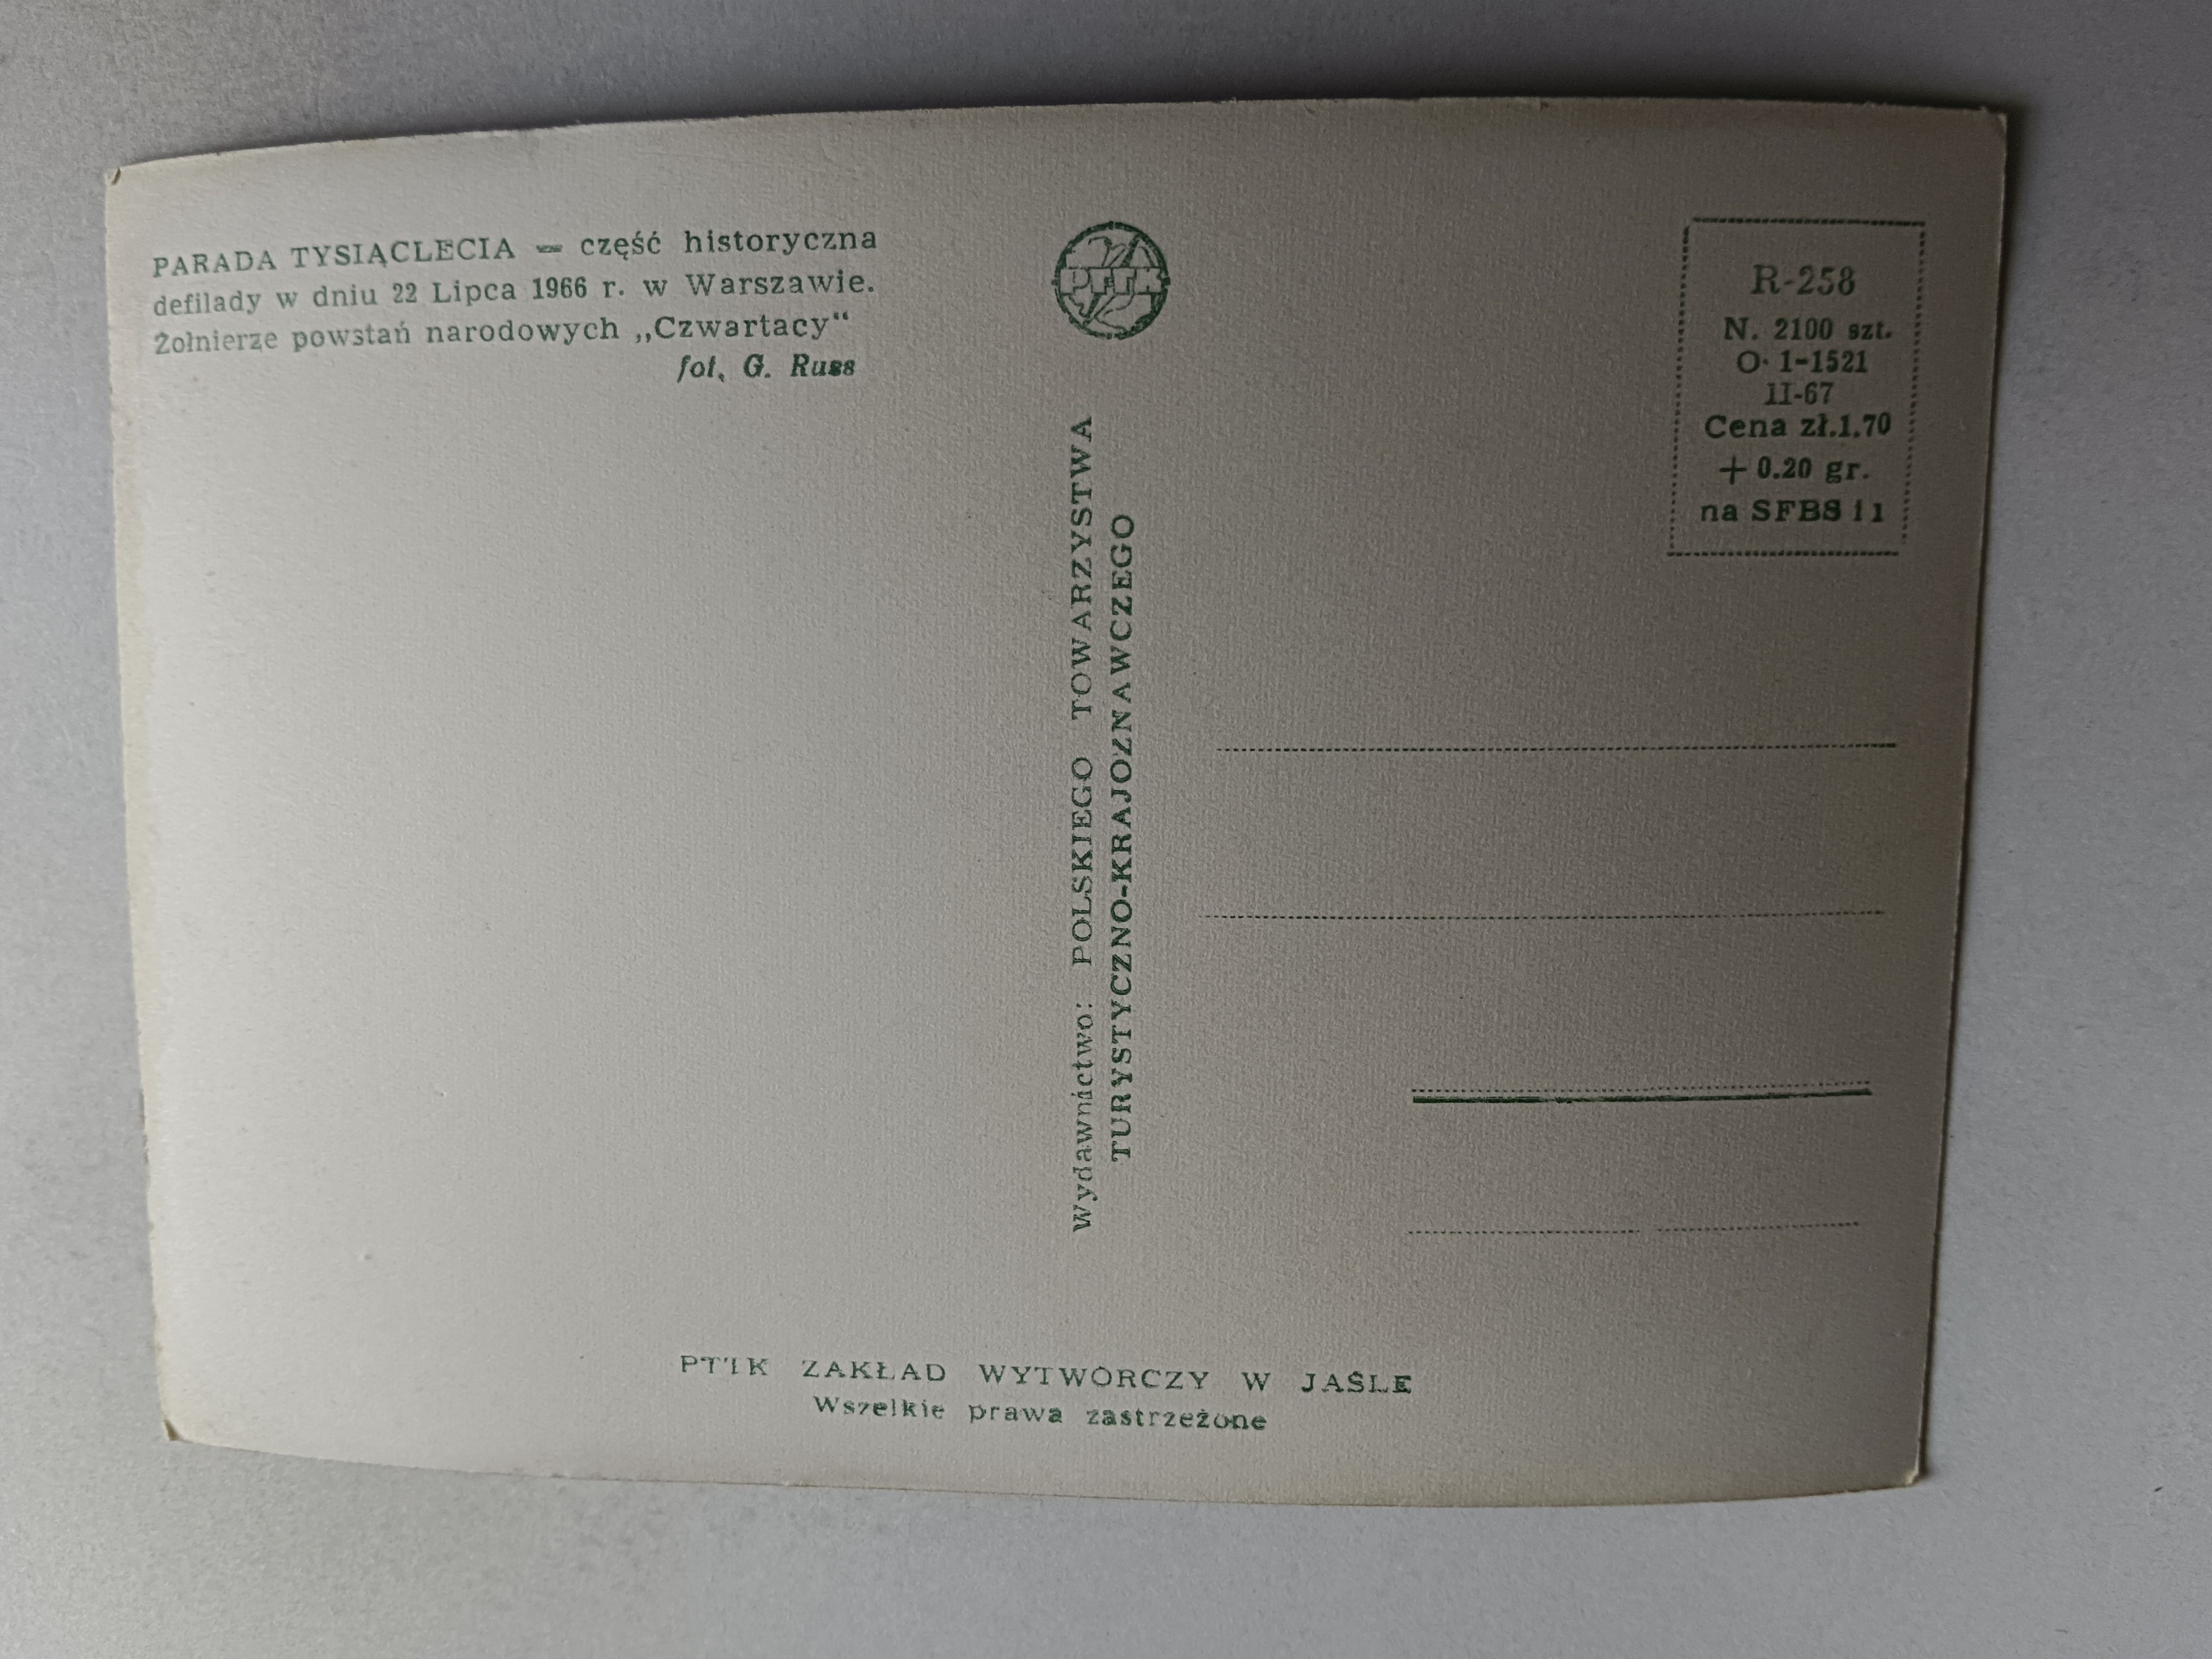 PARADA TYSIĄCLECIA — część historyczna
defilady w dniu 22 Lipca 1966 r. w Warszawie.
Żołnierze powstań narodowych „Czwartacy“
fot. G. Russ
PTTK
R-258
N. 2100 szt.
O· 1-1521
II-67
Cena zł.1.70
+ 0.20 gr.
na SFBS i I
Wydawnictwo: POLSKIEGO TOWARZYSTWA
TURYSTYCZNO-KRAJOZNAWCZEGO
PTTK ZAKŁAD WYTWÓRCZY W JAŚLE
Wszelkie prawa zastrzeżone